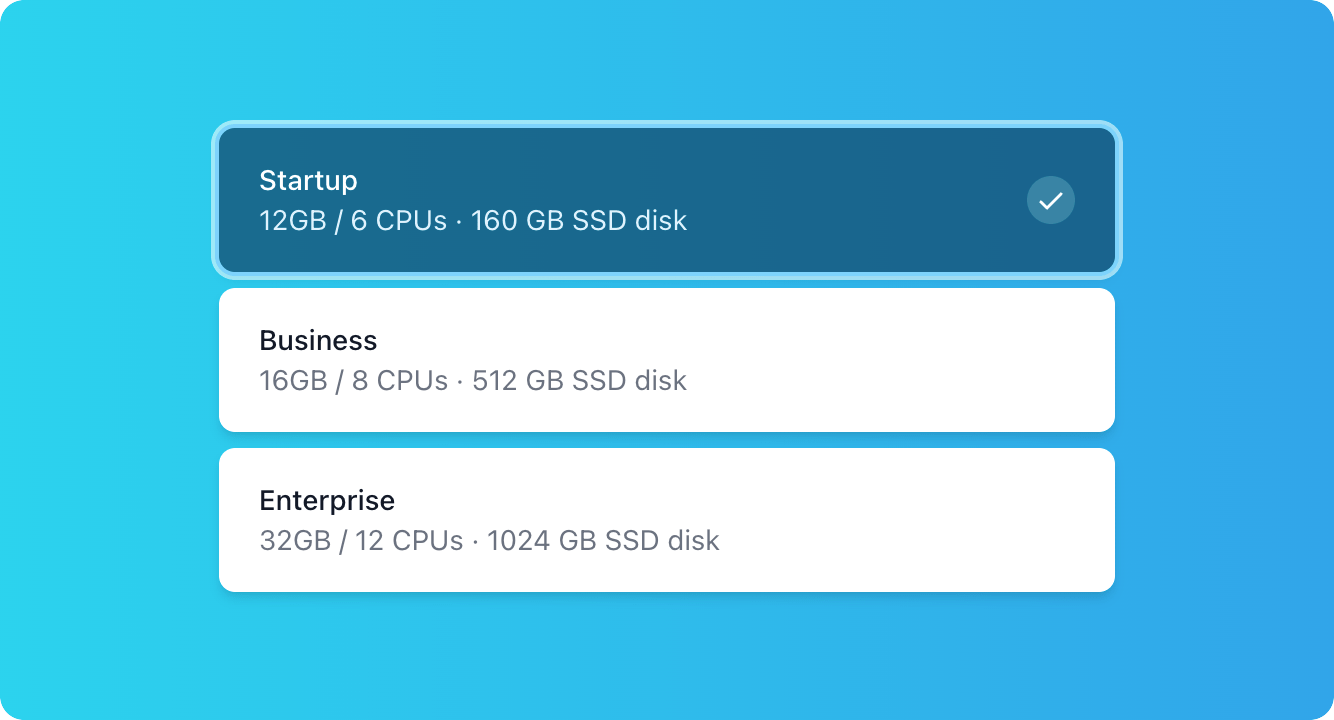 Startup
12GB / 6 CPUs · 160 GB SSD disk
Business
16GB / 8 CPUs · 512 GB SSD disk
Enterprise
32GB / 12 CPUs · 1024 GB SSD disk